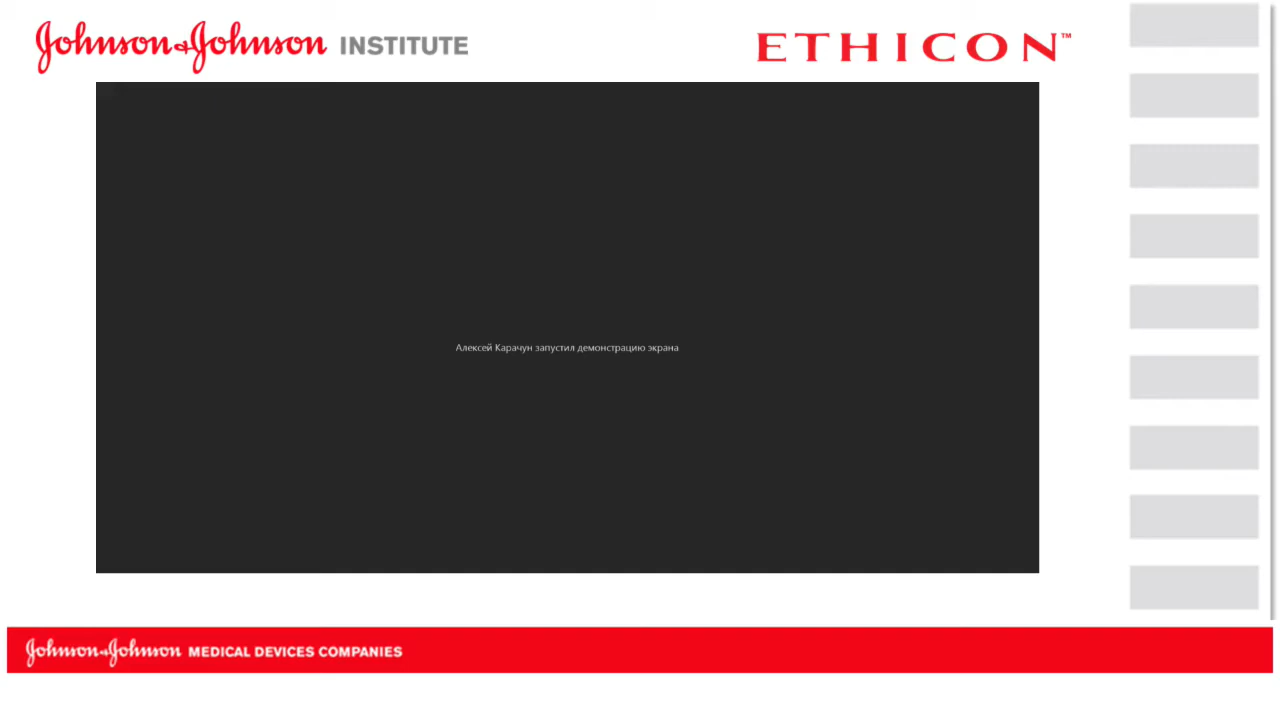 Johnson & Johnson INSTITUTE
ETHICON™
Алексей Карачун запустил демонстрацию экрана
Johnson & Johnson MEDICAL DEVICES COMPANIES